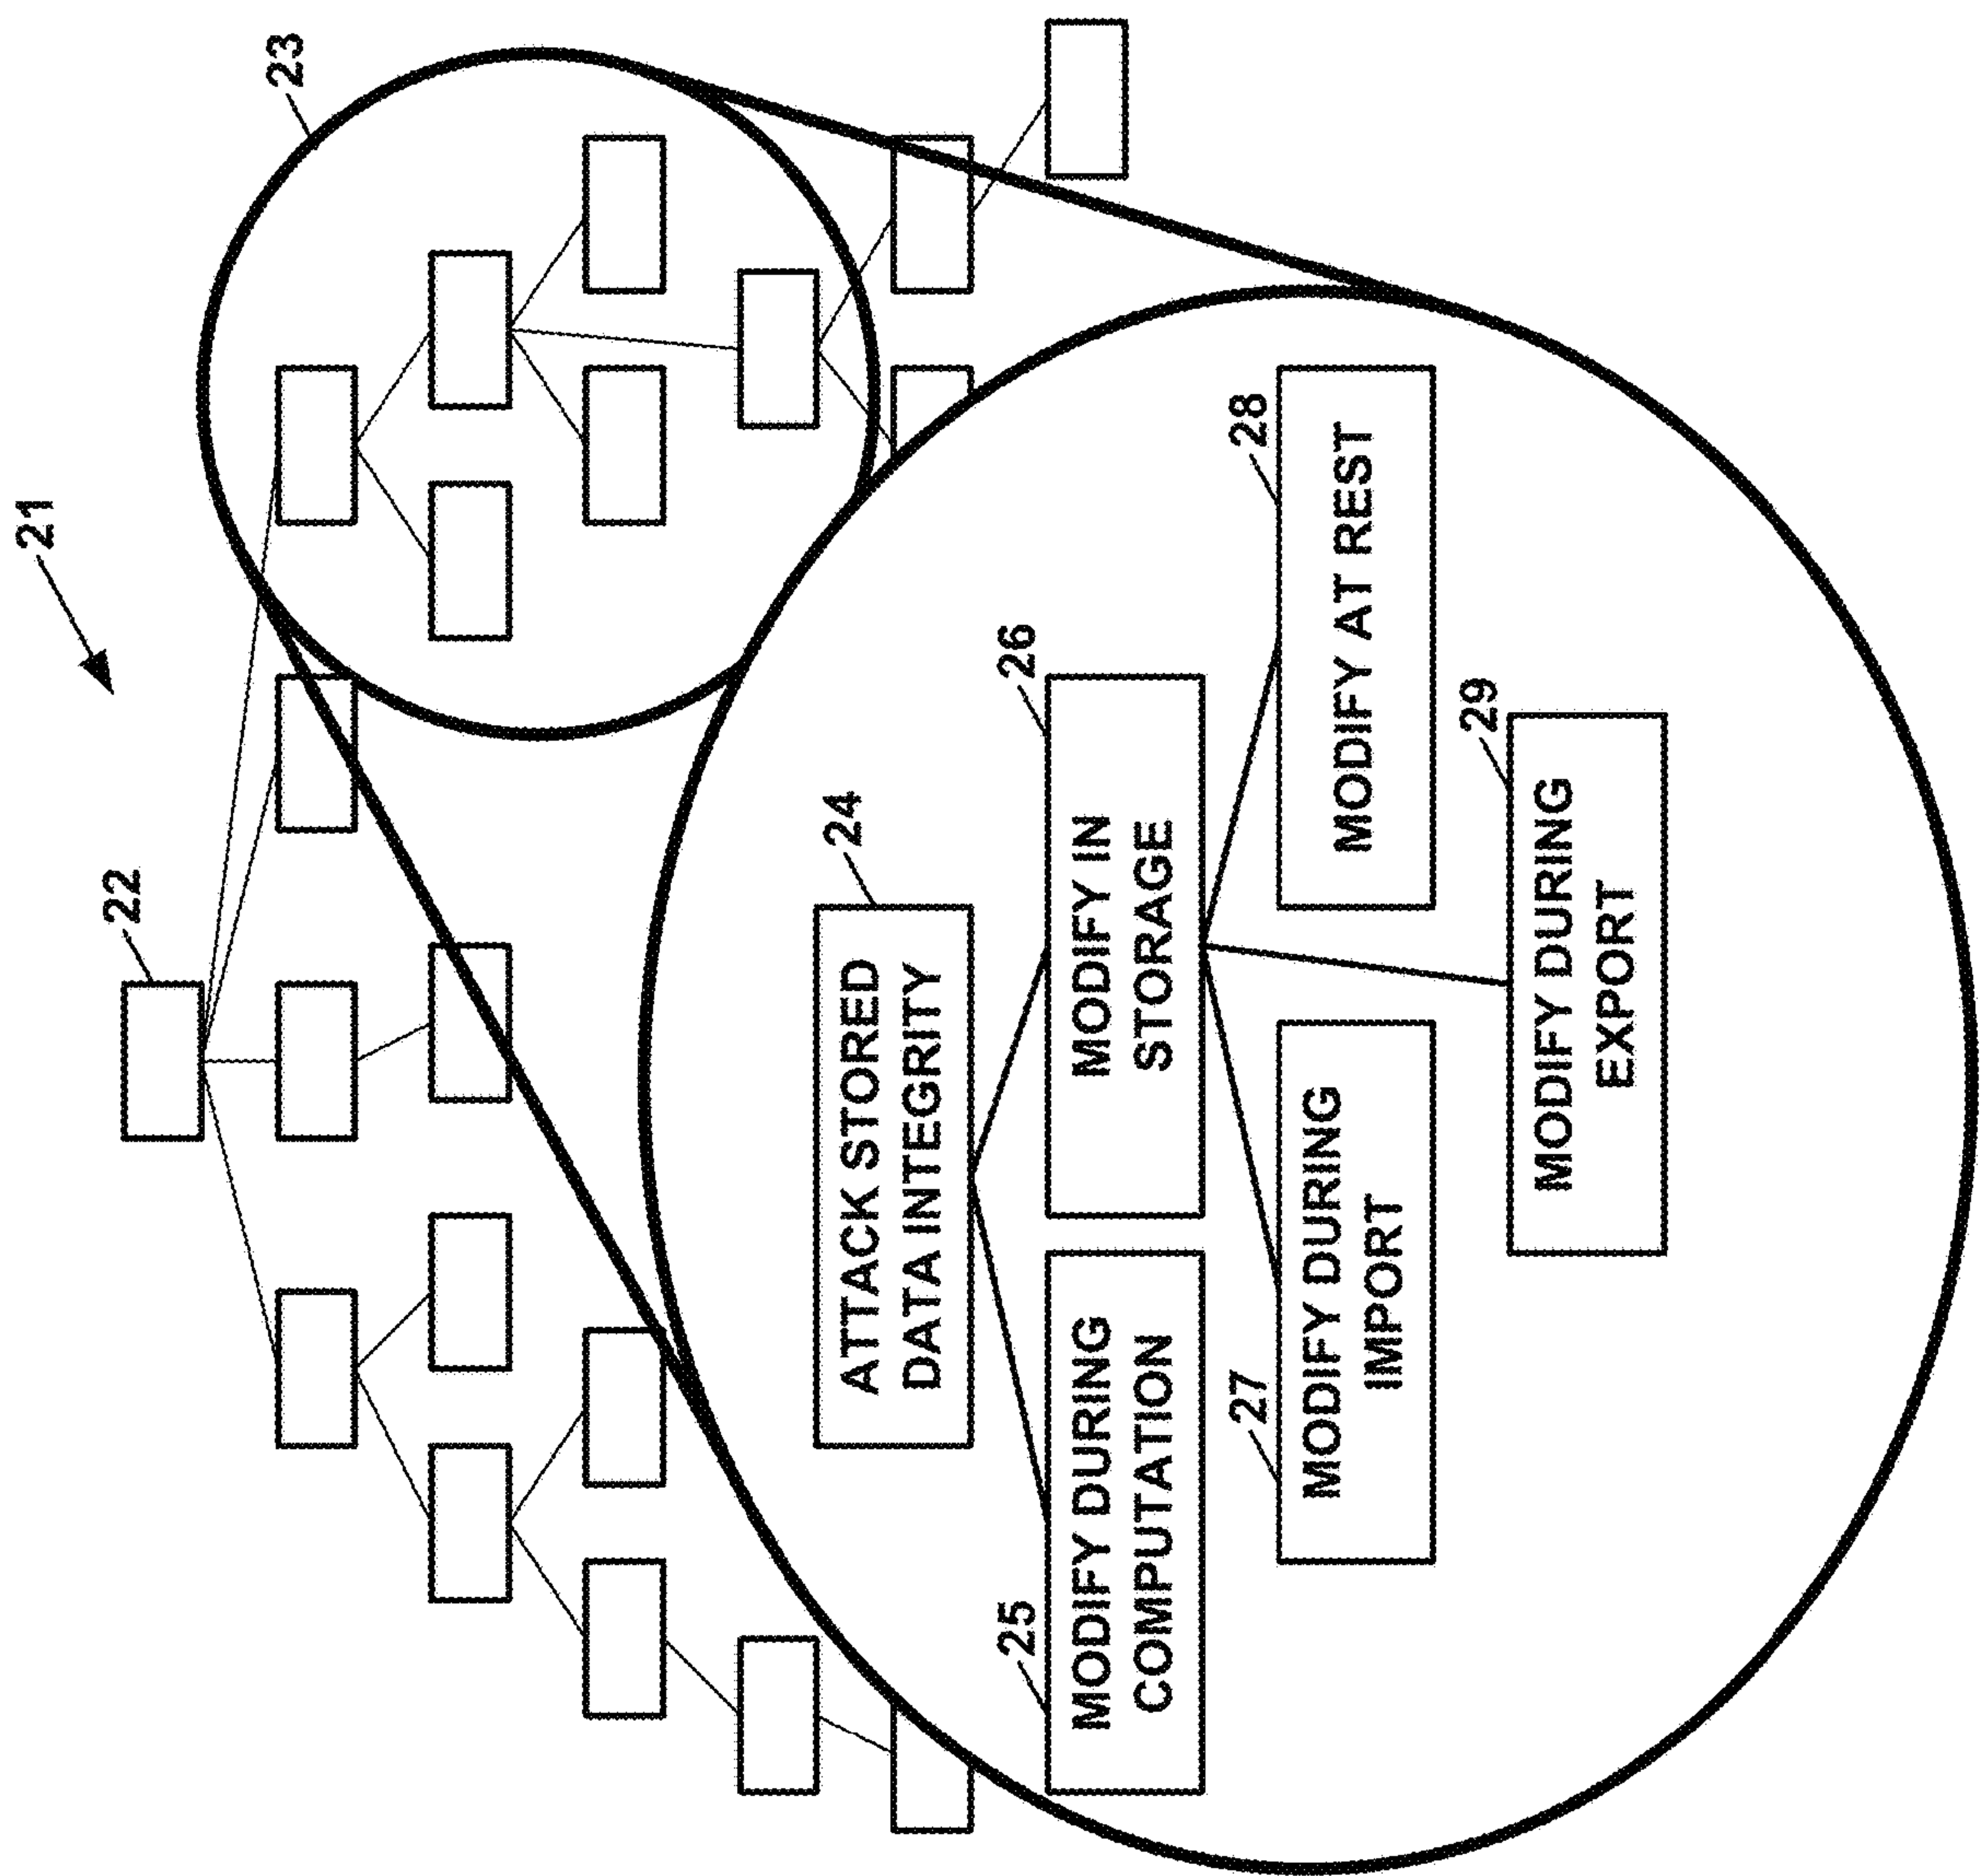 21
22
23
24
ATTACK STORED
DATA INTEGRITY
25
MODIFY DURING
COMPUTATION
26
MODIFY IN
STORAGE
27
MODIFY DURING
IMPORT
28
MODIFY AT REST
29
MODIFY DURING
EXPORT